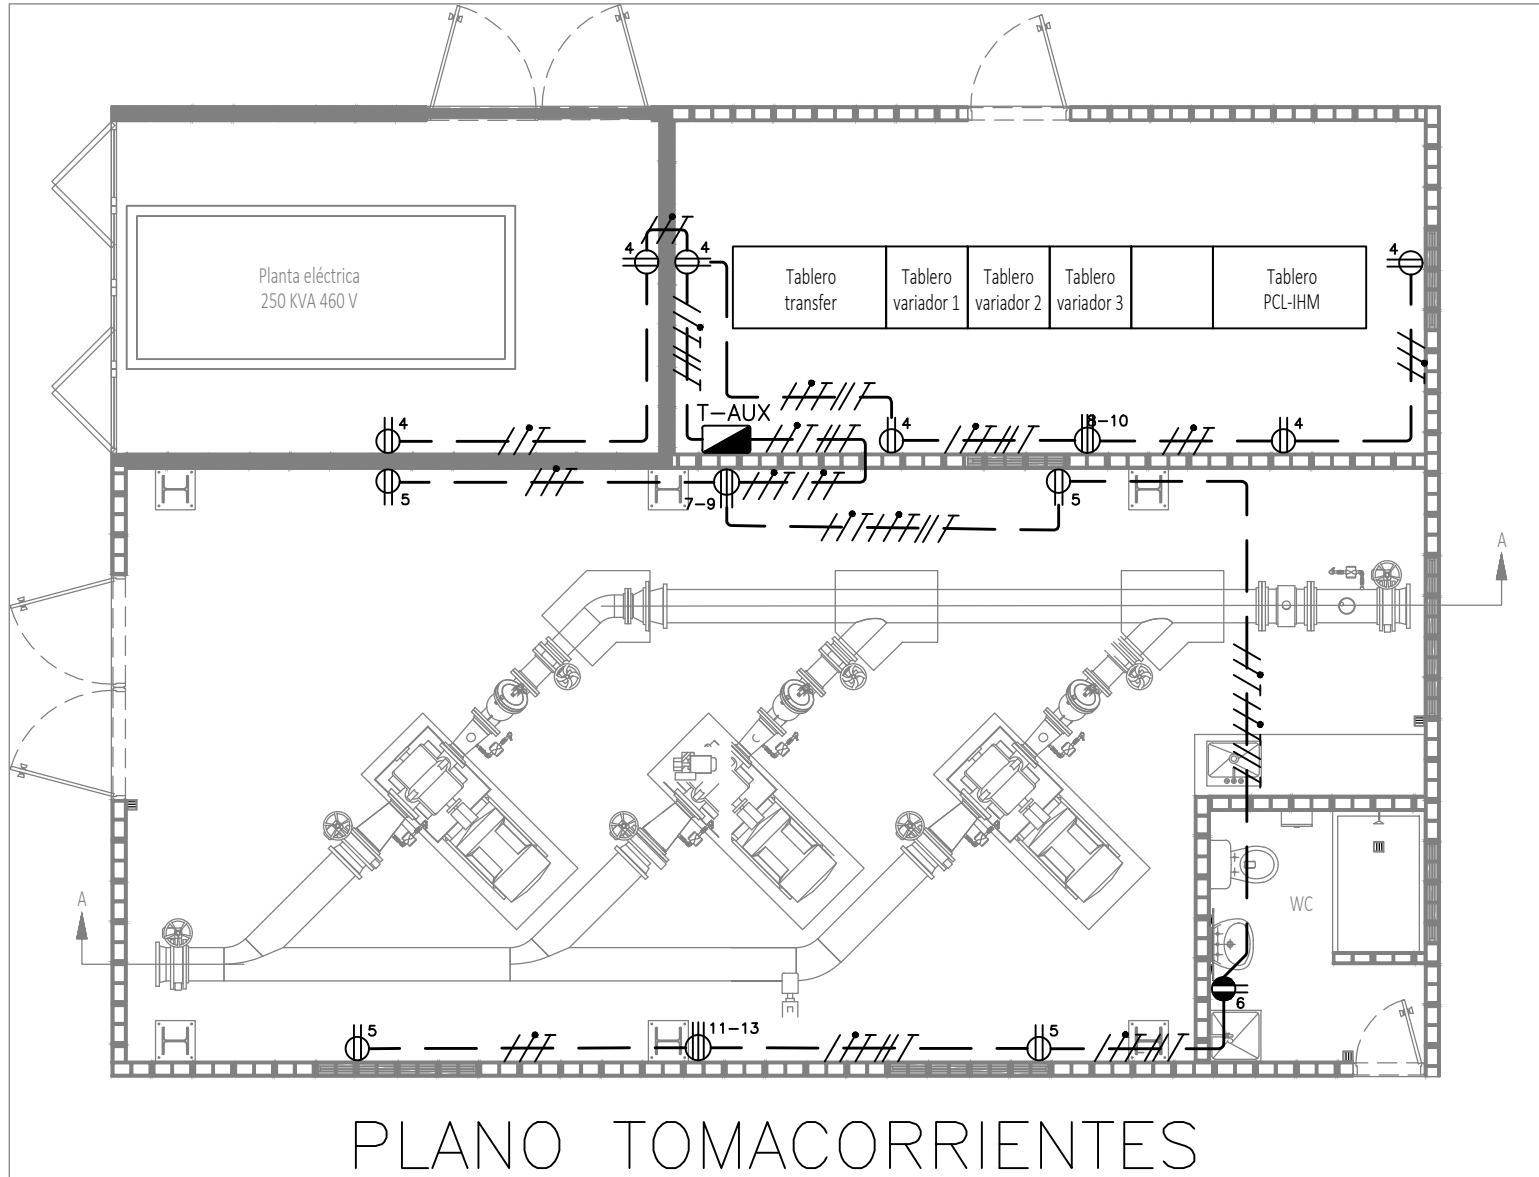 4
4
4
Planta eléctrica
250 KVA 460 V
Tablero
transfer
Tablero
variador 1
Tablero
variador 2
Tablero
variador 3
Tablero
PCL-IHM
T-AUX
4
4
8-10
4
5
7-9
5
A
A
WC
6
5
11-13
5
PLANO TOMACORRIENTES